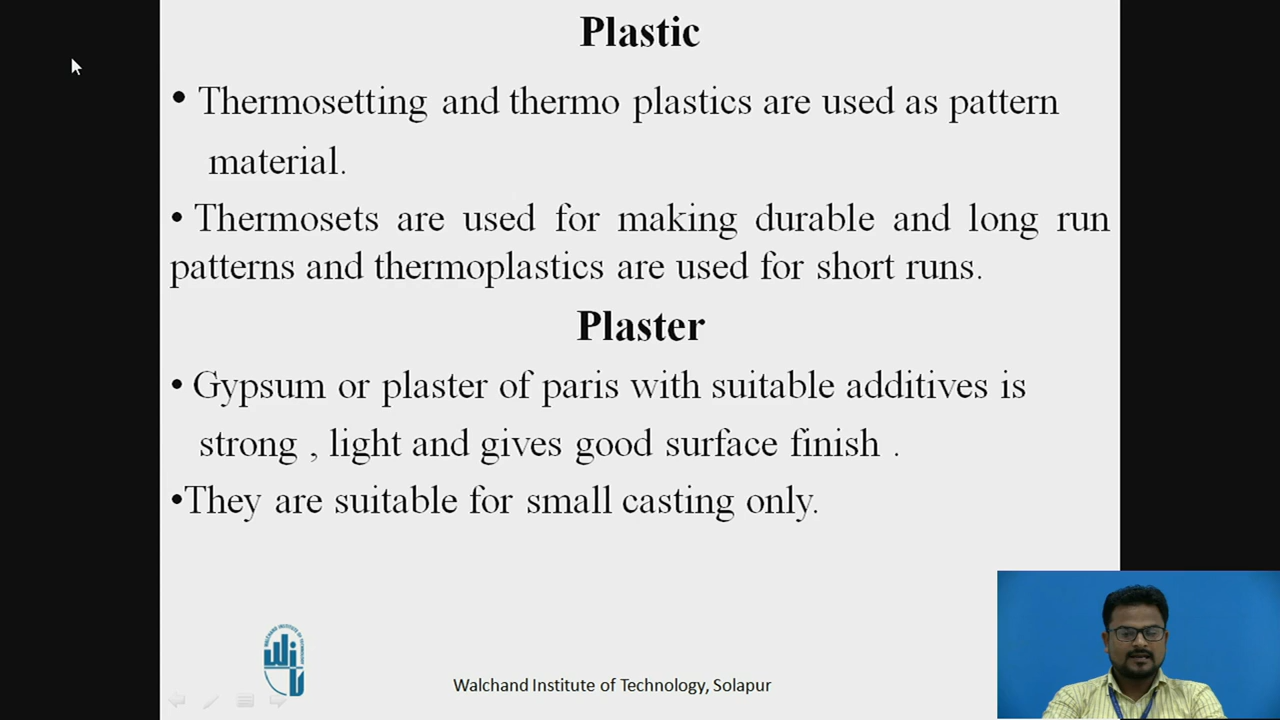 Plastic
• Thermosetting and thermo plastics are used as pattern
material.
• Thermosets are used for making durable and long run
patterns and thermoplastics are used for short runs.
Plaster
• Gypsum or plaster of paris with suitable additives is
strong , light and gives good surface finish .
•They are suitable for small casting only.
Walchand Institute of Technology, Solapur